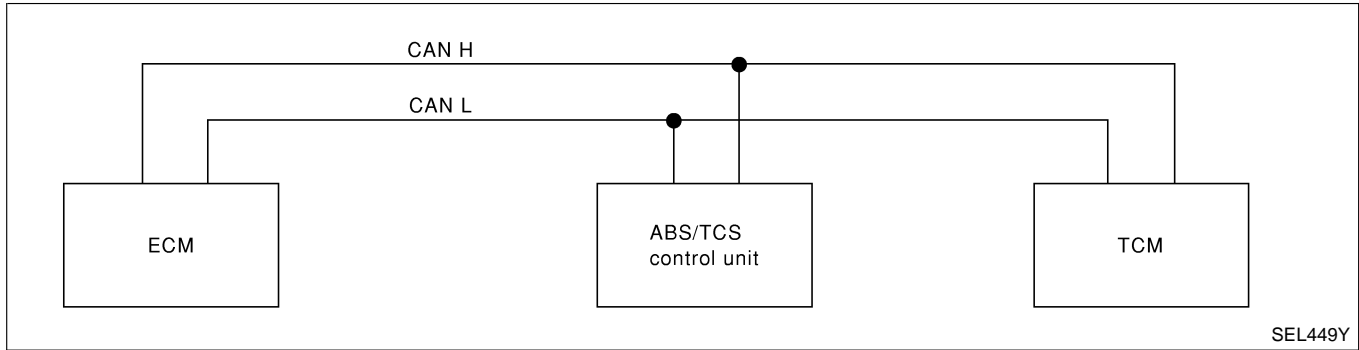 CAN H
CAN L
ECM
ABS/TCS
control unit
TCM
SEL449Y